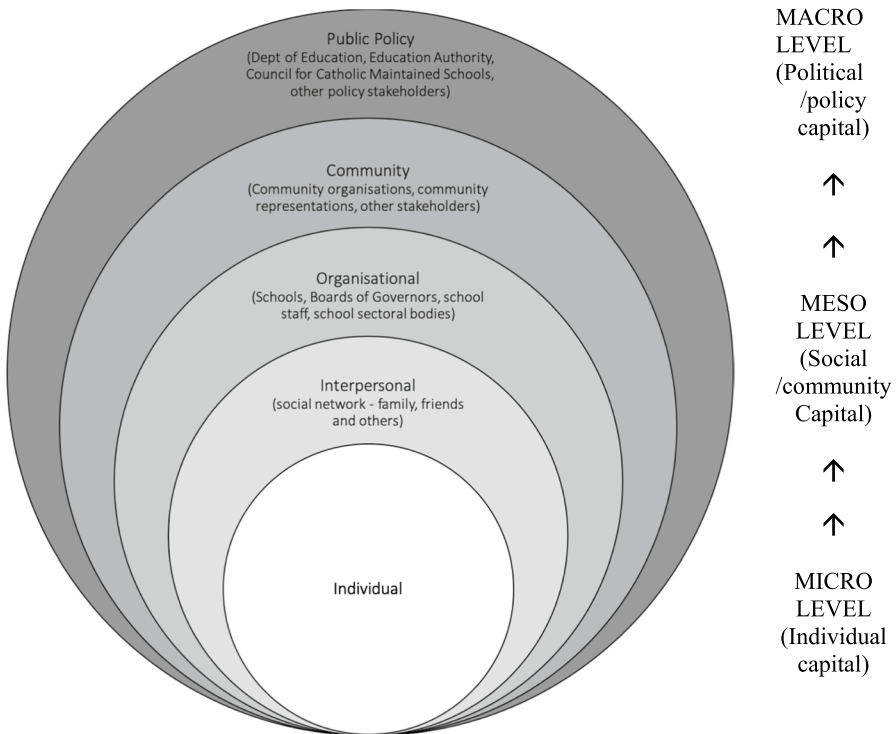 Public Policy
(Dept of Education, Education Authority,
Council for Catholic Maintained Schools,
other policy stakeholders)
Community
(Community organisations, community
representations, other stakeholders)
Organisational
(Schools, Boards of Governors, school
staff, school sectoral bodies)
Interpersonal
(social network - family, friends
and others)
Individual
MACRO
LEVEL
(Political
/policy
capital)
↑
↑
MESO
LEVEL
(Social
/community
Capital)
↑
↑
MICRO
LEVEL
(Individual
capital)